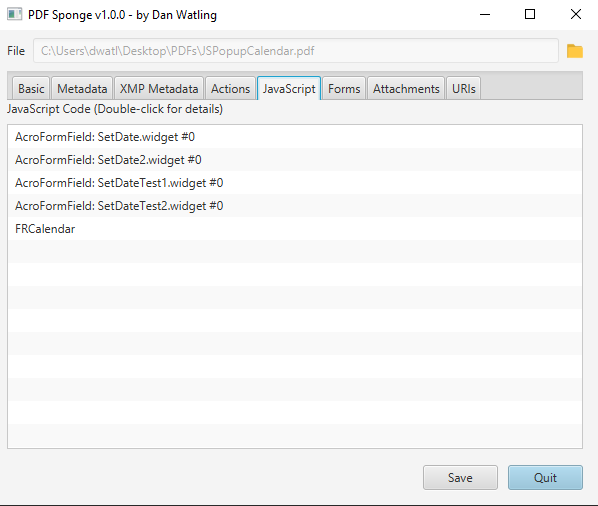 PDF Sponge v1.0.0 - by Dan Watling
File C:\Users\dwatl\Desktop\PDFs\JSPopupCalendar.pdf
Basic Metadata XMP Metadata Actions JavaScript Forms Attachments URIs
JavaScript Code (Double-click for details)
AcroFormField: SetDate.widget #0
AcroFormField: SetDate2.widget #0
AcroFormField: SetDateTest1.widget #0
AcroFormField: SetDateTest2.widget #0
FRCalendar
Save Quit